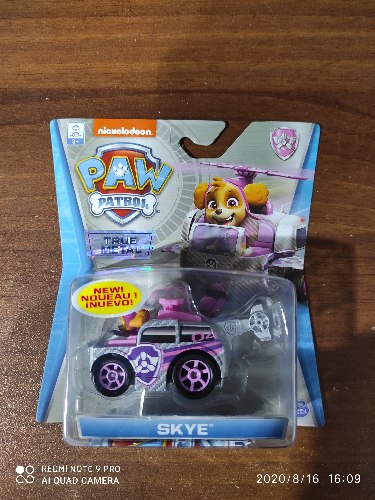 nickelodeon
PAW
PATROL
TRUE
METAL
NEW!
NOUVEAU!
¡NUEVO!
SKYE
REDMI NOTE 9 PRO
AI QUAD CAMERA
2020/8/16 16:09